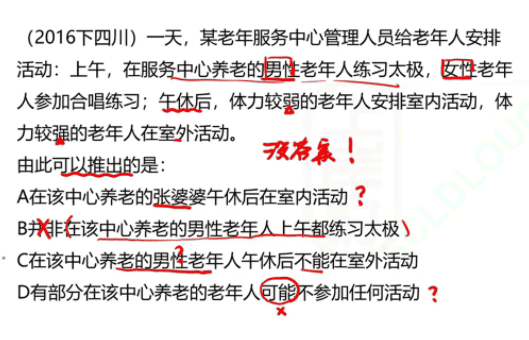 （2016下四川）一天，某老年服务中心管理人员给老年人安排
活动：上午，在服务中心养老的男性老年人练习太极，女性老年
人参加合唱练习；午休后，体力较弱的老年人安排室内活动，体
力较强的老年人在室外活动。
由此可以推出的是：
没答案！
A在该中心养老的张婆婆午休后在室内活动？
B并非（在该中心养老的男性老年人上午都练习太极）
C在该中心养老的男性老年人午休后不能在室外活动
?
D有部分在该中心养老的老年人可能不参加任何活动？